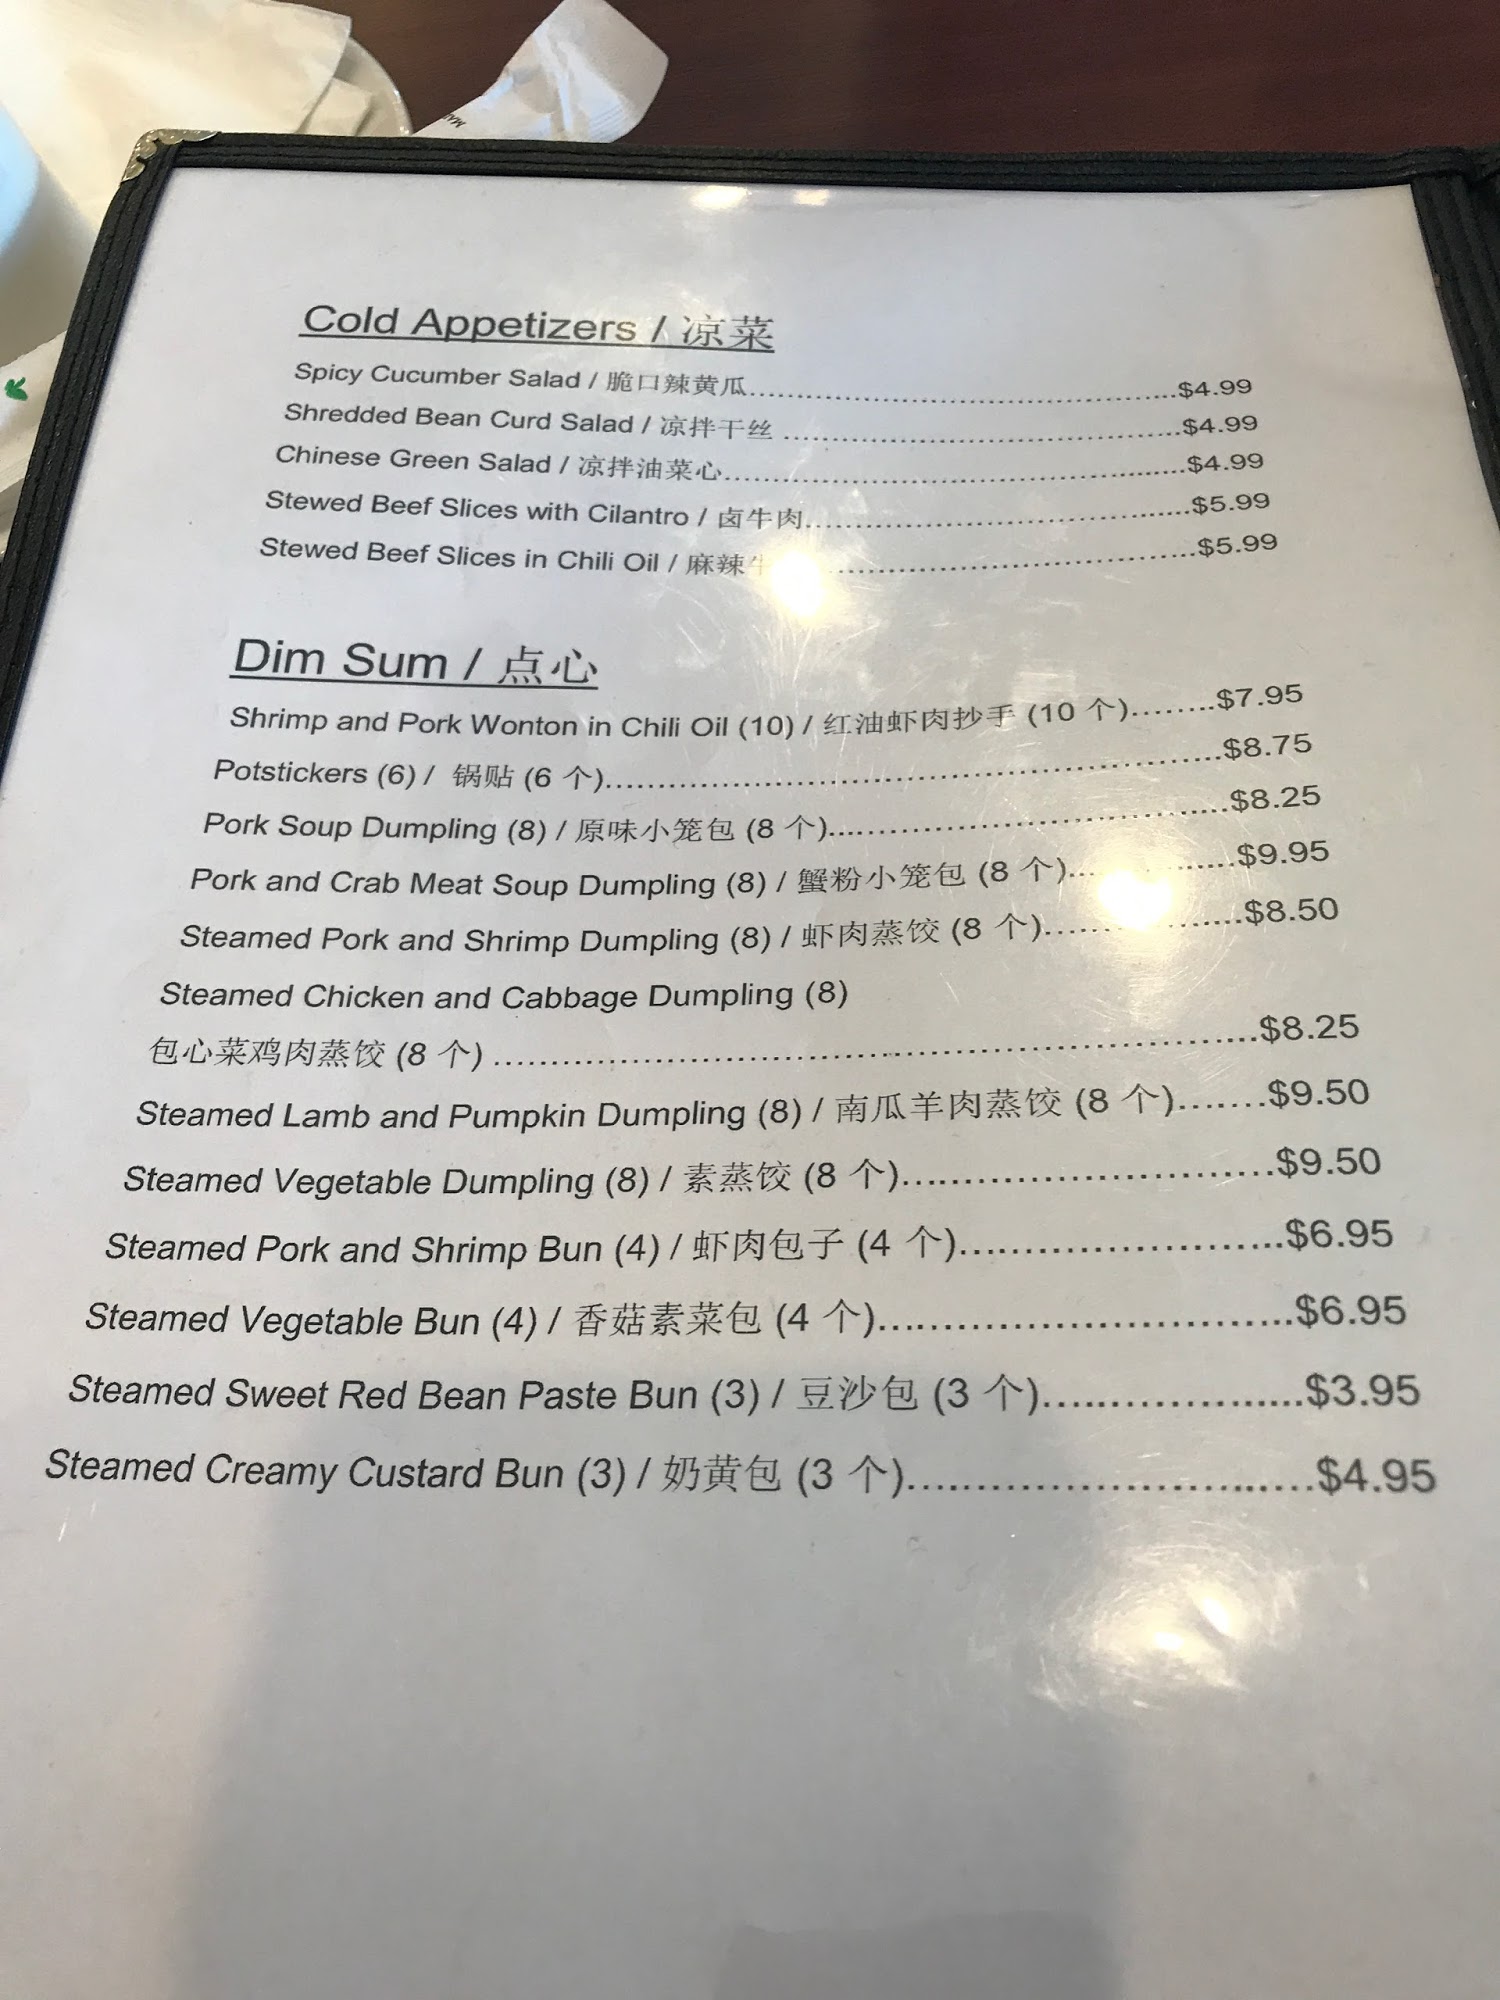 Cold Appetizers / 凉菜
Spicy Cucumber Salad / 脆口辣黄瓜..........$4.99
Shredded Bean Curd Salad / 凉拌干丝 ..........$4.99
Chinese Green Salad / 凉拌油菜心..........$4.99
Stewed Beef Slices with Cilantro / 卤牛肉..........$5.99
Stewed Beef Slices in Chili Oil / 麻辣..........$5.99
Dim Sum / 点心
Shrimp and Pork Wonton in Chili Oil (10) / 红油虾肉抄手 (10 个)..........$7.95
Potstickers (6) / 锅贴 (6 个)..........$8.75
Pork Soup Dumpling (8) / 原味小笼包 (8 个)..........$8.25
Pork and Crab Meat Soup Dumpling (8) / 蟹粉小笼包 (8 个)..........$9.95
Steamed Pork and Shrimp Dumpling (8) / 虾肉蒸饺 (8 个)..........$8.50
Steamed Chicken and Cabbage Dumpling (8)
包心菜鸡肉蒸饺 (8 个) ..........$8.25
Steamed Lamb and Pumpkin Dumpling (8) / 南瓜羊肉蒸饺 (8 个)..........$9.50
Steamed Vegetable Dumpling (8) / 素蒸饺 (8 个)..........$9.50
Steamed Pork and Shrimp Bun (4) / 虾肉包子 (4 个)..........$6.95
Steamed Vegetable Bun (4) / 香菇素菜包 (4 个)..........$6.95
Steamed Sweet Red Bean Paste Bun (3) / 豆沙包 (3 个)..........$3.95
Steamed Creamy Custard Bun (3) / 奶黄包 (3 个)..........$4.95